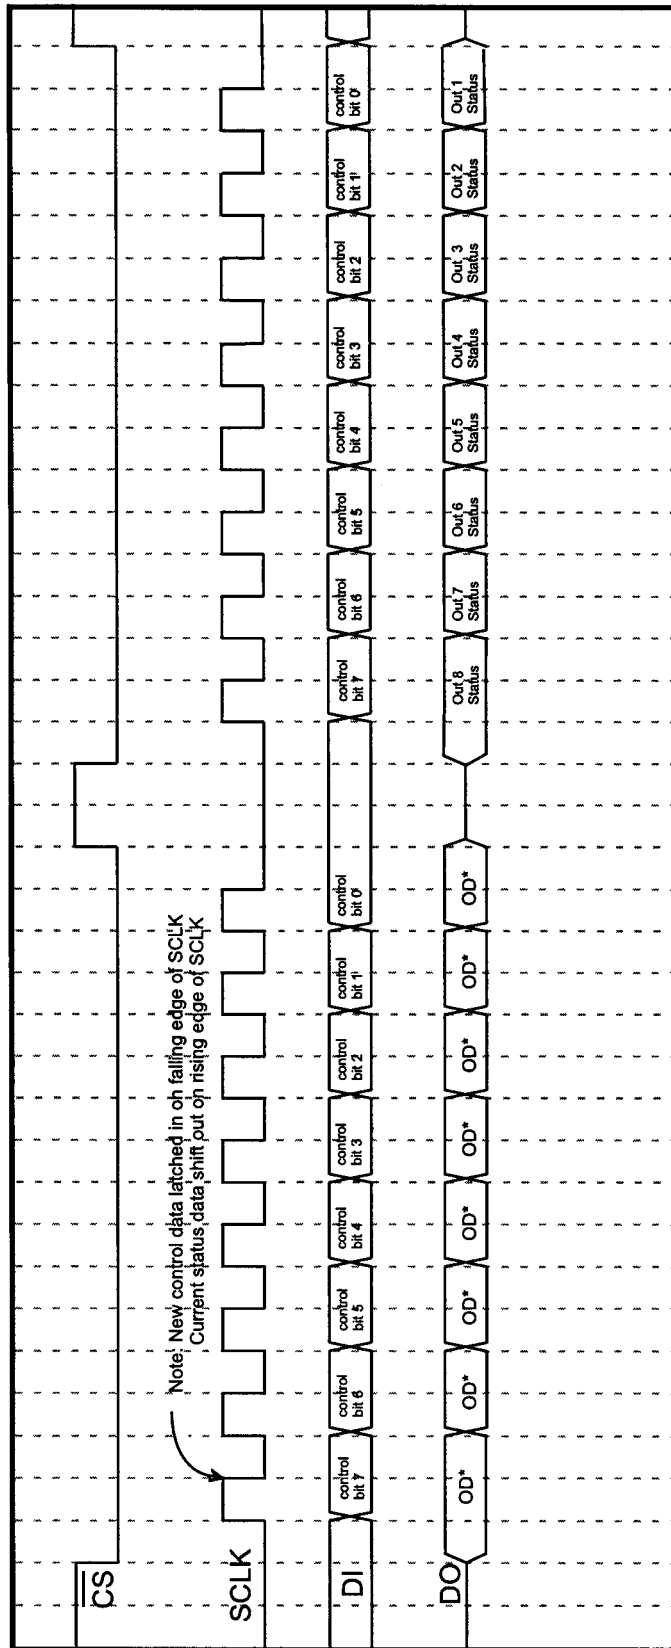 CS
SCLK
Note: New control data latched in on falling edge of SCLK
Current status data shift out on rising edge of SCLK
DI
control
bit 7
control
bit 6
control
bit 5
control
bit 4
control
bit 3
control
bit 2
control
bit 1
control
bit 0
control
bit 7
control
bit 6
control
bit 5
control
bit 4
control
bit 3
control
bit 2
control
bit 1
control
bit 0
DO
OD*
OD*
OD*
OD*
OD*
OD*
OD*
OD*
Out 8
Status
Out 7
Status
Out 6
Status
Out 5
Status
Out 4
Status
Out 3
Status
Out 2
Status
Out 1
Status